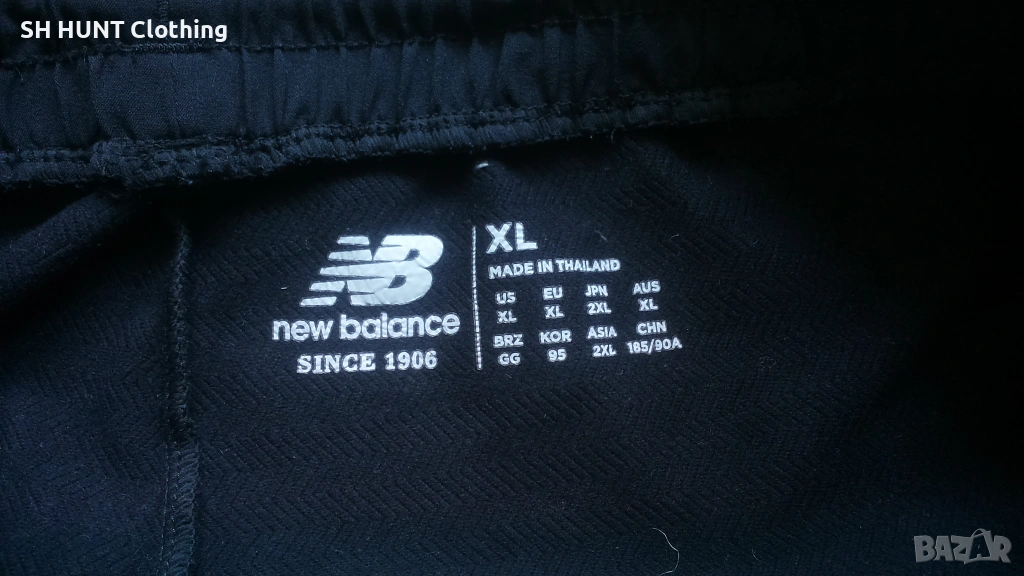 SH HUNT Clothing
NB
new balance
SINCE 1906
XL
MADE IN THAILAND
US EU JPN AUS
XL XL 2XL XL
BRZ KOR ASIA CHN
GG 95 2XL 185/90A
BAZAR